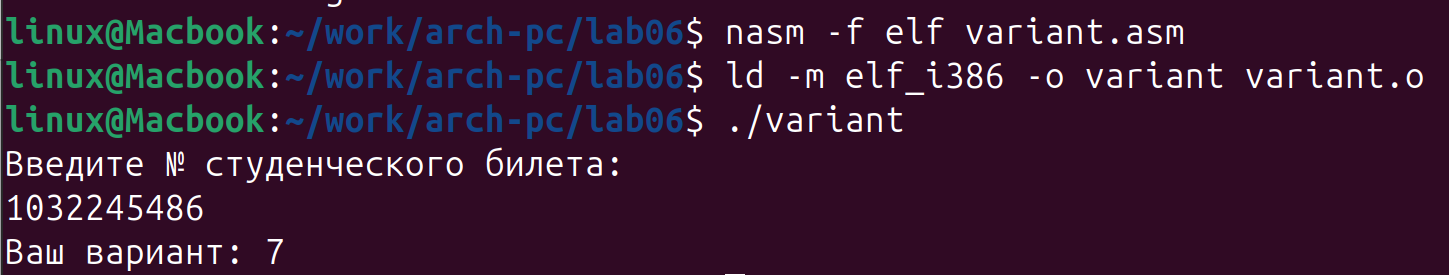 linux@Macbook:~/work/arch-pc/lab06$ nasm -f elf variant.asm
linux@Macbook:~/work/arch-pc/lab06$ ld -m elf_i386 -o variant variant.o
linux@Macbook:~/work/arch-pc/lab06$ ./variant
Введите № студенческого билета:
1032245486
Ваш вариант: 7